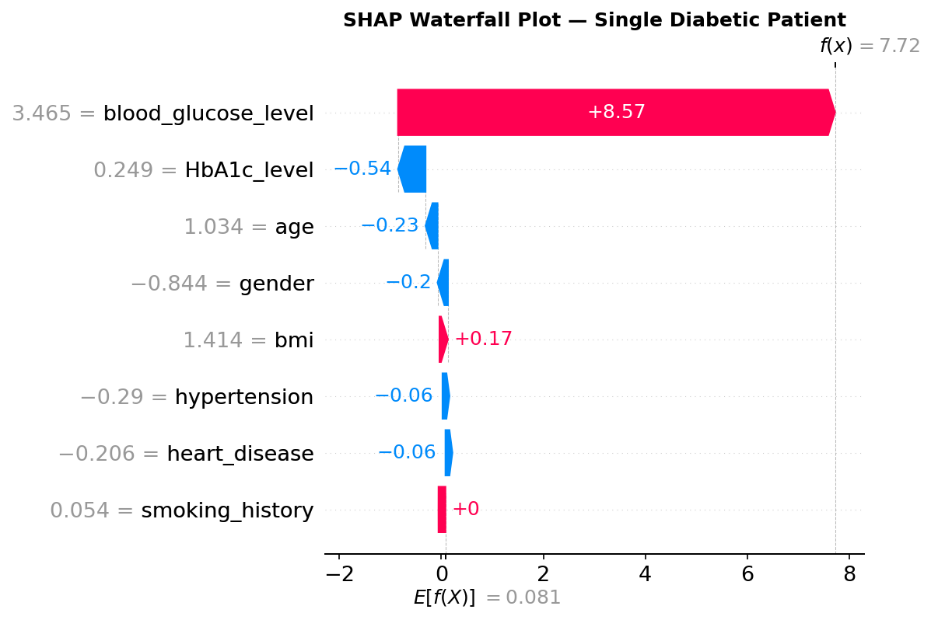 SHAP Waterfall Plot — Single Diabetic Patient
f(x) = 7.72
3.465 = blood_glucose_level +8.57
0.249 = HbA1c_level −0.54
1.034 = age −0.23
−0.844 = gender −0.2
1.414 = bmi +0.17
−0.29 = hypertension −0.06
−0.206 = heart_disease −0.06
0.054 = smoking_history +0
−2 0 2 4 6 8
E[f(X)] = 0.081